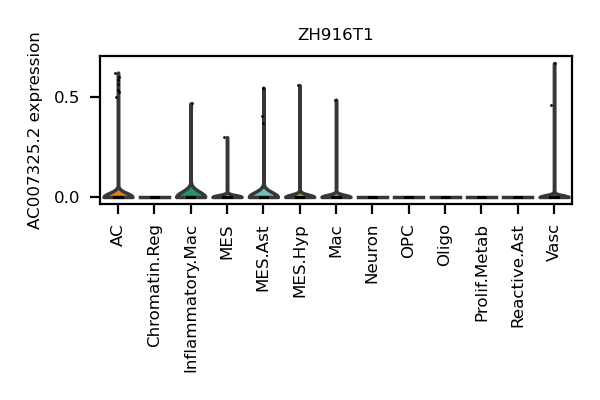 ZH916T1
AC007325.2 expression
0.5
0.0
AC
Chromatin.Reg
Inflammatory.Mac
MES
MES.Ast
MES.Hyp
Mac
Neuron
OPC
Oligo
Prolif.Metab
Reactive.Ast
Vasc